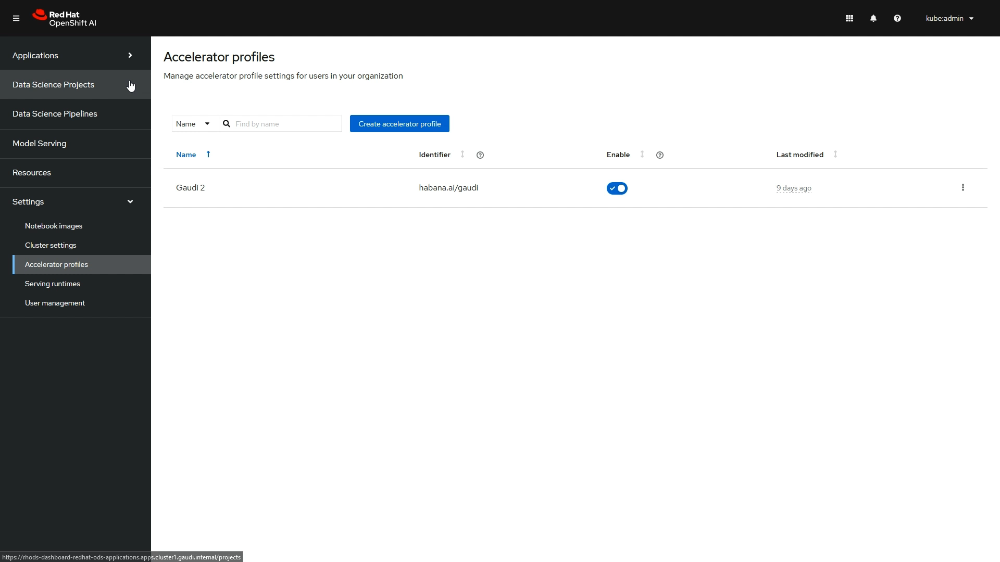 Red Hat
OpenShift AI
kube:admin
Applications
Data Science Projects
Data Science Pipelines
Model Serving
Resources
Settings
Notebook images
Cluster settings
Accelerator profiles
Serving runtimes
User management
Accelerator profiles
Manage accelerator profile settings for users in your organization
Name Find by name Create accelerator profile
Name Identifier Enable Last modified
Gaudi 2 habana.ai/gaudi 9 days ago
https://rhods-dashboard-redhat-ods-applications.apps.cluster1.gaudi.internal/projects